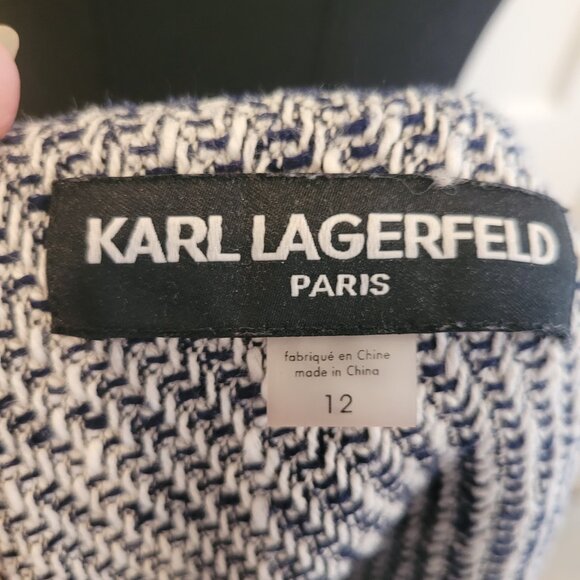 KARL LAGERFELD
PARIS
fabriqué en Chine
made in China
12